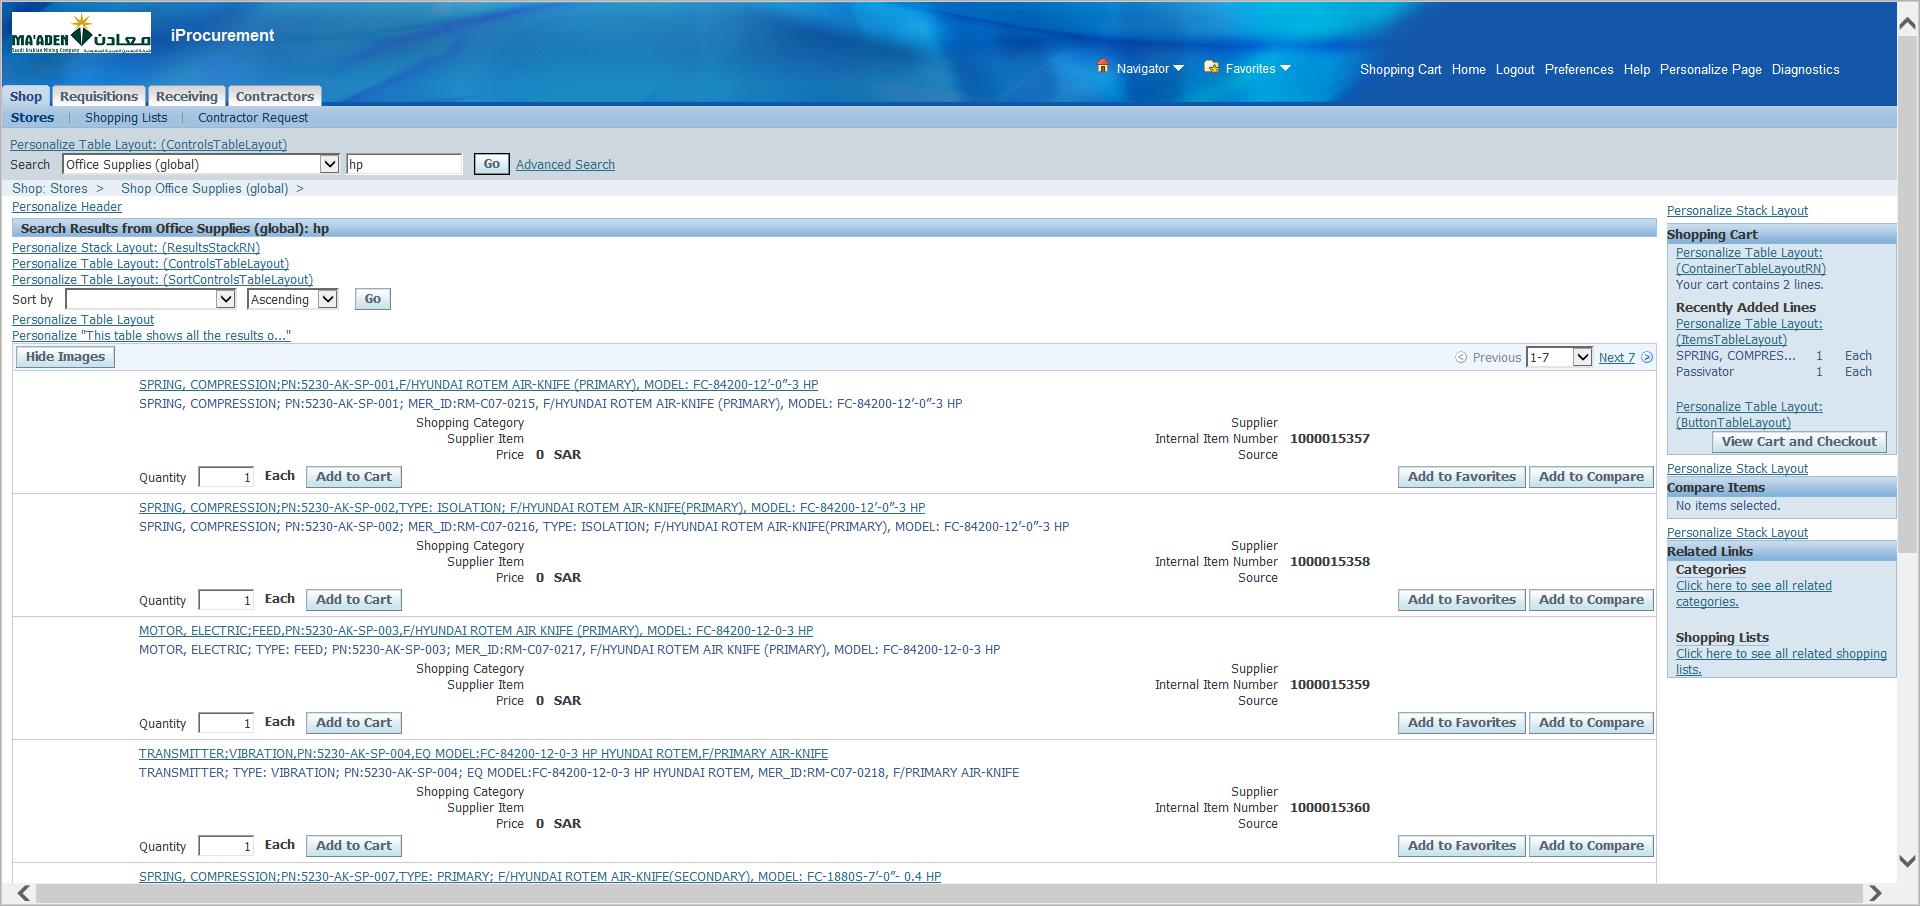 MA'ADEN معادن
Saudi Arabian Mining Company
iProcurement
Navigator Favorites Shopping Cart Home Logout Preferences Help Personalize Page Diagnostics
Shop Requisitions Receiving Contractors
Stores | Shopping Lists | Contractor Request
Personalize Table Layout: (ControlsTableLayout)
Search Office Supplies (global) hp Go Advanced Search
Shop: Stores > Shop Office Supplies (global) >
Personalize Header
Search Results from Office Supplies (global): hp
Personalize Stack Layout: (ResultsStackRN)
Personalize Table Layout: (ControlsTableLayout)
Personalize Table Layout: (SortControlsTableLayout)
Sort by Ascending Go
Personalize Table Layout
Personalize "This table shows all the results o..."
Hide Images Previous 1-7 Next 7
SPRING, COMPRESSION;PN:5230-AK-SP-001,F/HYUNDAI ROTEM AIR-KNIFE (PRIMARY), MODEL: FC-84200-12’-0”-3 HP
SPRING, COMPRESSION; PN:5230-AK-SP-001; MER_ID:RM-C07-0215, F/HYUNDAI ROTEM AIR-KNIFE (PRIMARY), MODEL: FC-84200-12’-0”-3 HP
Shopping Category Supplier
Supplier Item Internal Item Number 1000015357
Price 0 SAR Source
Quantity 1 Each Add to Cart Add to Favorites Add to Compare
SPRING, COMPRESSION;PN:5230-AK-SP-002,TYPE: ISOLATION; F/HYUNDAI ROTEM AIR-KNIFE(PRIMARY), MODEL: FC-84200-12’-0”-3 HP
SPRING, COMPRESSION; PN:5230-AK-SP-002; MER_ID:RM-C07-0216, TYPE: ISOLATION; F/HYUNDAI ROTEM AIR-KNIFE(PRIMARY), MODEL: FC-84200-12’-0”-3 HP
Shopping Category Supplier
Supplier Item Internal Item Number 1000015358
Price 0 SAR Source
Quantity 1 Each Add to Cart Add to Favorites Add to Compare
MOTOR, ELECTRIC;FEED,PN:5230-AK-SP-003,F/HYUNDAI ROTEM AIR KNIFE (PRIMARY), MODEL: FC-84200-12-0-3 HP
MOTOR, ELECTRIC; TYPE: FEED; PN:5230-AK-SP-003; MER_ID:RM-C07-0217, F/HYUNDAI ROTEM AIR KNIFE (PRIMARY), MODEL: FC-84200-12-0-3 HP
Shopping Category Supplier
Supplier Item Internal Item Number 1000015359
Price 0 SAR Source
Quantity 1 Each Add to Cart Add to Favorites Add to Compare
TRANSMITTER;VIBRATION,PN:5230-AK-SP-004,EQ MODEL:FC-84200-12-0-3 HP HYUNDAI ROTEM,F/PRIMARY AIR-KNIFE
TRANSMITTER; TYPE: VIBRATION; PN:5230-AK-SP-004; EQ MODEL:FC-84200-12-0-3 HP HYUNDAI ROTEM, MER_ID:RM-C07-0218, F/PRIMARY AIR-KNIFE
Shopping Category Supplier
Supplier Item Internal Item Number 1000015360
Price 0 SAR Source
Quantity 1 Each Add to Cart Add to Favorites Add to Compare
SPRING, COMPRESSION;PN:5230-AK-SP-007,TYPE: PRIMARY; F/HYUNDAI ROTEM AIR-KNIFE(SECONDARY), MODEL: FC-1880S-7’-0”- 0.4 HP
Personalize Stack Layout
Shopping Cart
Personalize Table Layout:
(ContainerTableLayoutRN)
Your cart contains 2 lines.
Recently Added Lines
Personalize Table Layout:
(ItemsTableLayout)
SPRING, COMPRES... 1 Each
Passivator 1 Each
Personalize Table Layout:
(ButtonTableLayout)
View Cart and Checkout
Personalize Stack Layout
Compare Items
No items selected.
Personalize Stack Layout
Related Links
Categories
Click here to see all related
categories.
Shopping Lists
Click here to see all related shopping
lists.